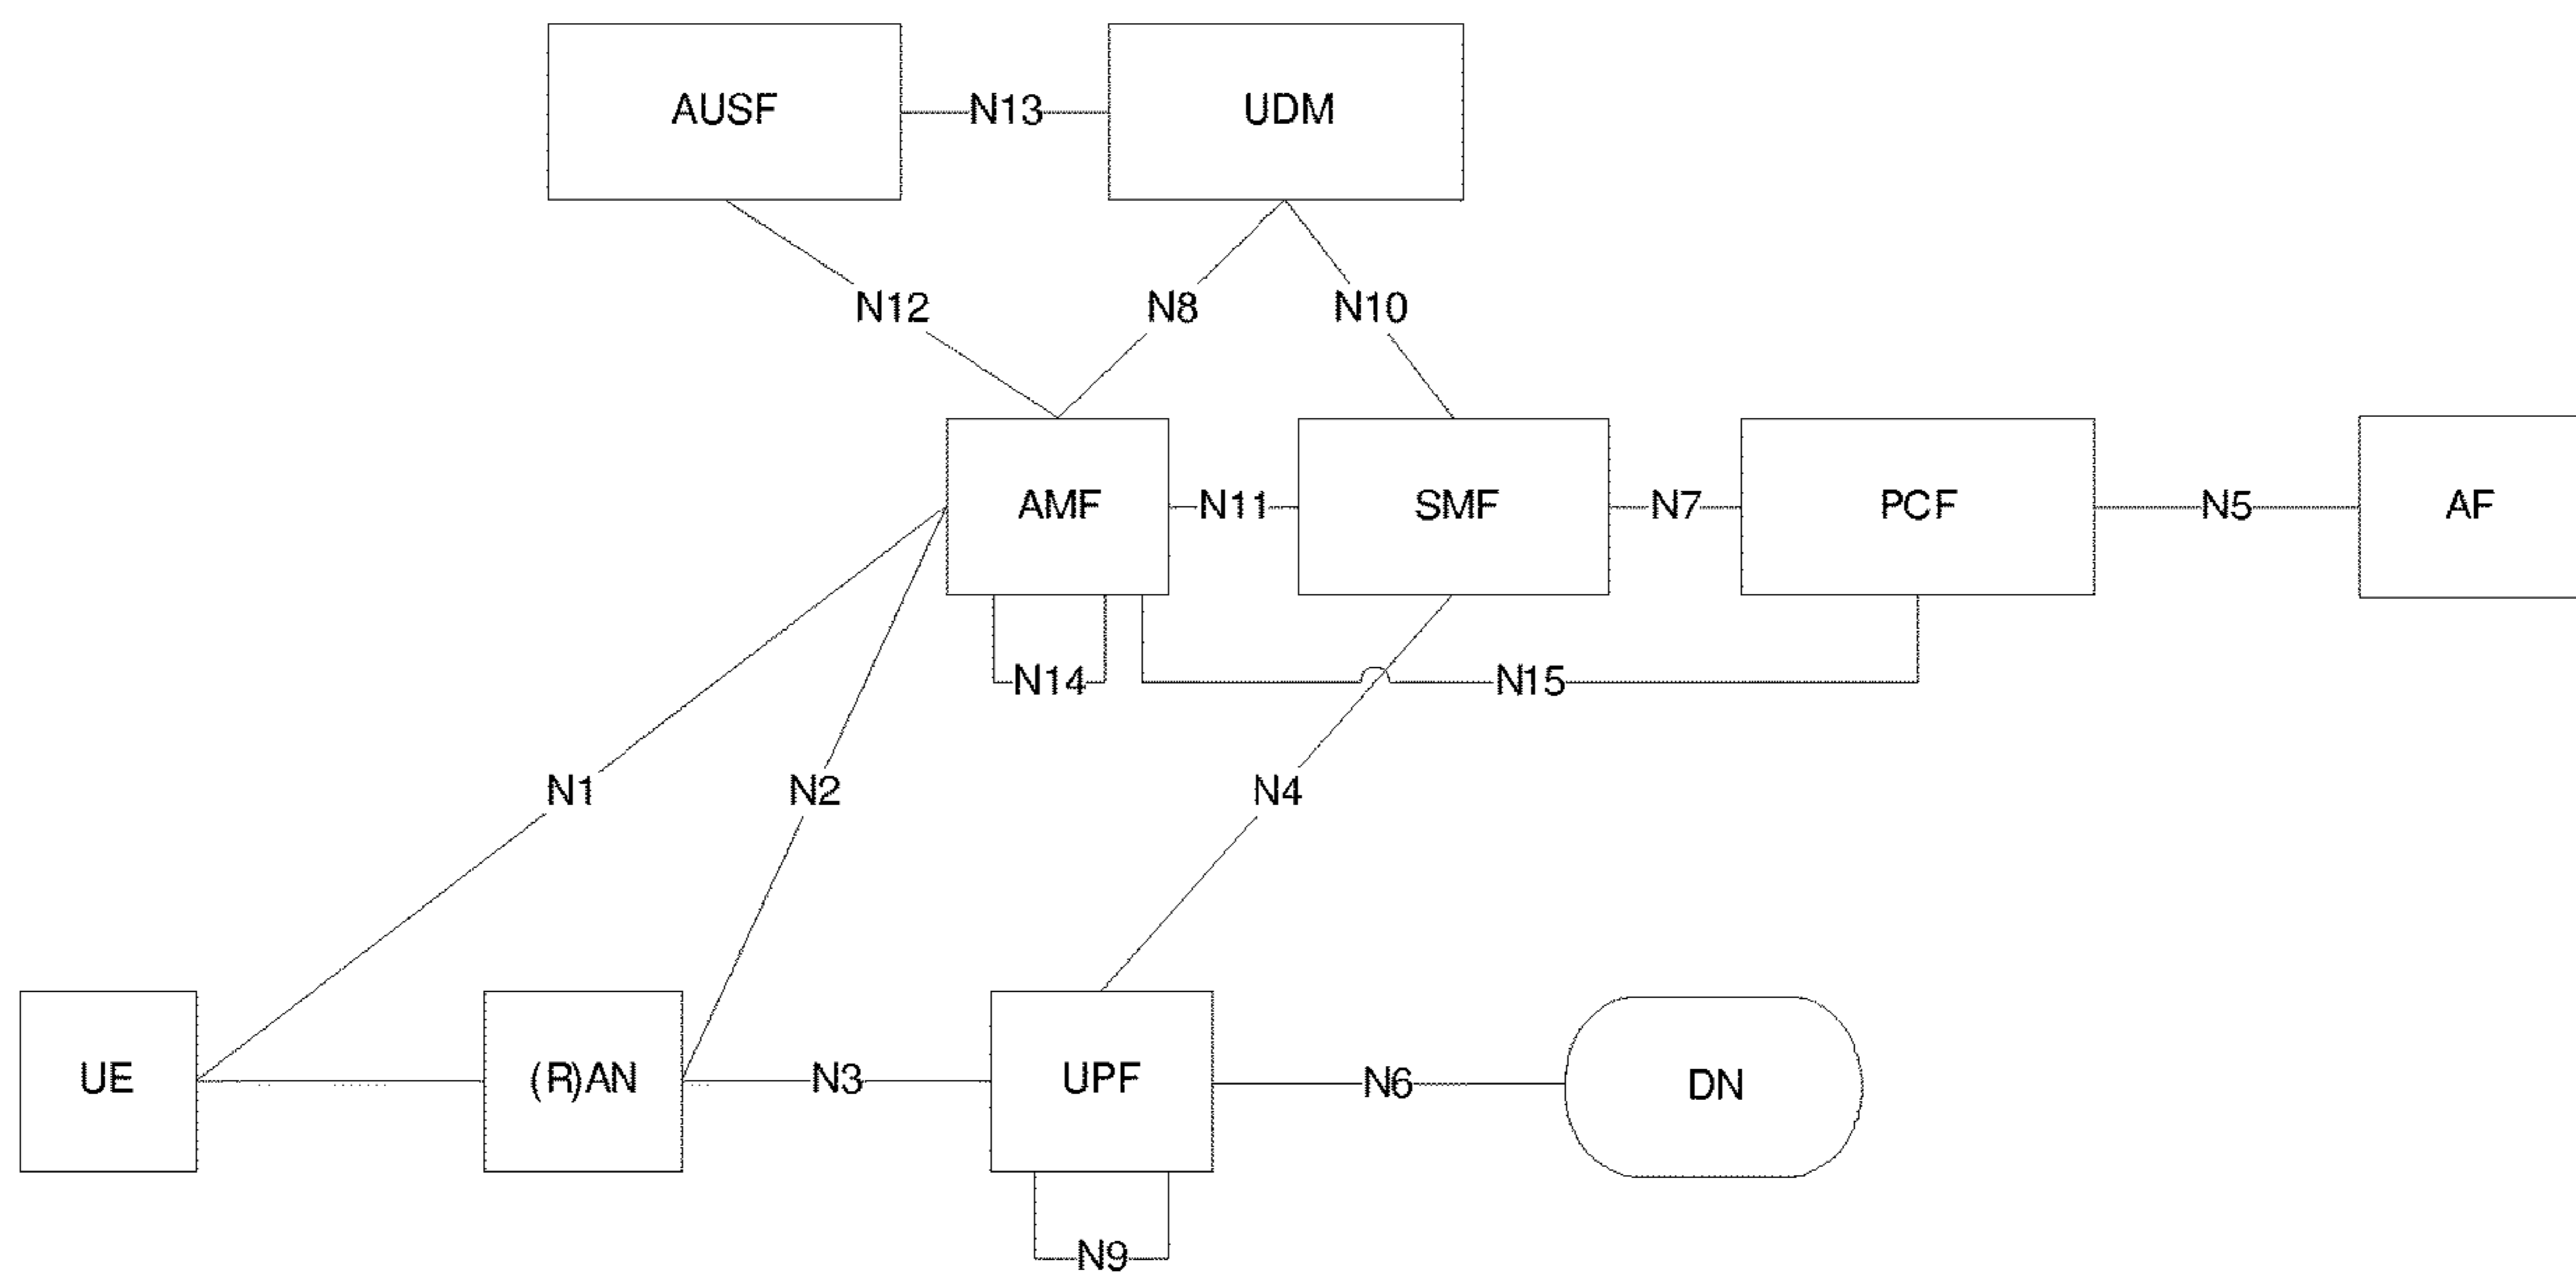 AUSF N13 UDM
N12 N8 N10
AMF N11 SMF N7 PCF N5 AF
N14 N15
N1 N2 N4
UE (R)AN N3 UPF N6 DN
N9